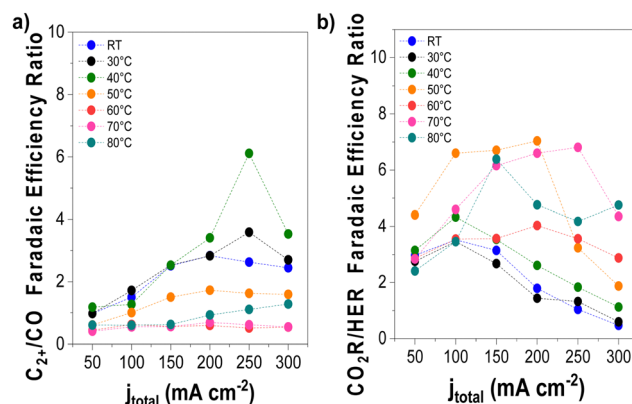 a)
C2+/CO Faradaic Efficiency Ratio
10
8
6
4
2
0
RT
30°C
40°C
50°C
60°C
70°C
80°C
50 100 150 200 250 300
jtotal (mA cm-2)
b)
CO2R/HER Faradaic Efficiency Ratio
10
8
6
4
2
0
RT
30°C
40°C
50°C
60°C
70°C
80°C
50 100 150 200 250 300
jtotal (mA cm-2)